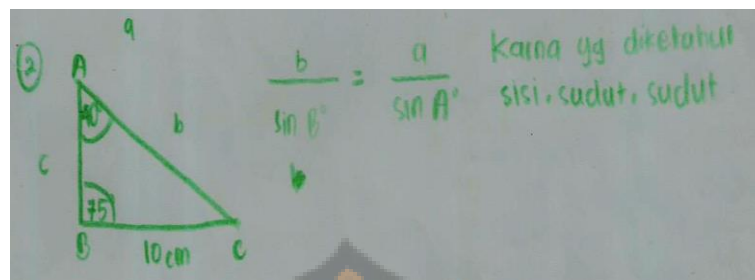 a
② A
b / sin B° = a / sin A° Karna yg diketahui
sisi, sudut, sudut
40°
b
c
75
B 10 cm C